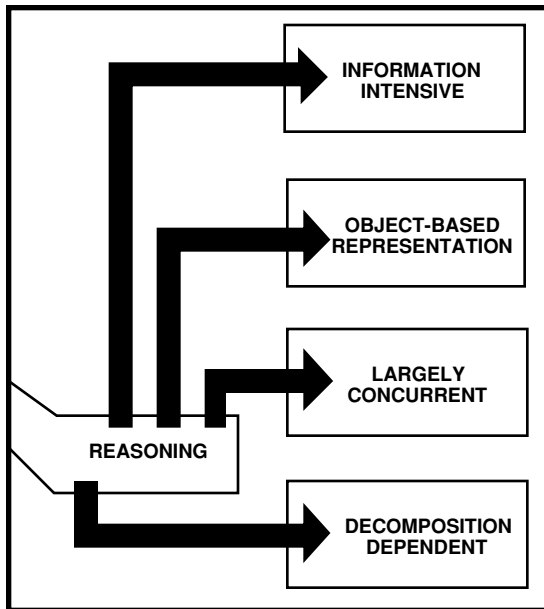 INFORMATION
INTENSIVE
OBJECT-BASED
REPRESENTATION
LARGELY
CONCURRENT
REASONING
DECOMPOSITION
DEPENDENT